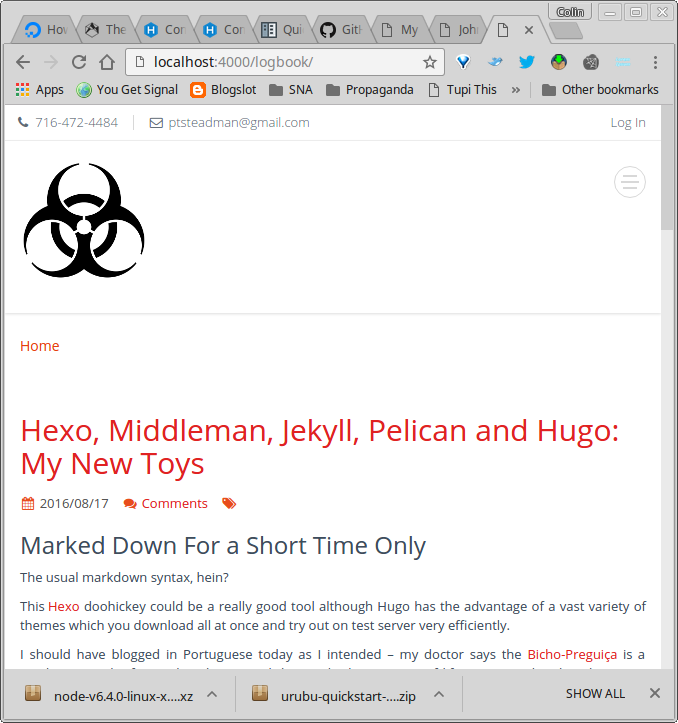 Colin
How
The
Con
Con
Quic
GitH
My
Johr
localhost:4000/logbook/
Apps You Get Signal Blogslot SNA Propaganda Tupi This » Other bookmarks
716-472-4484 ptsteadman@gmail.com Log In
Home
Hexo, Middleman, Jekyll, Pelican and Hugo:
My New Toys
2016/08/17 Comments
Marked Down For a Short Time Only
The usual markdown syntax, hein?
This Hexo doohickey could be a really good tool although Hugo has the advantage of a vast variety of
themes which you download all at once and try out on test server very efficiently.
I should have blogged in Portuguese today as I intended – my doctor says the Bicho-Preguiça is a
node-v6.4.0-linux-x....xz urubu-quickstart-....zip SHOW ALL